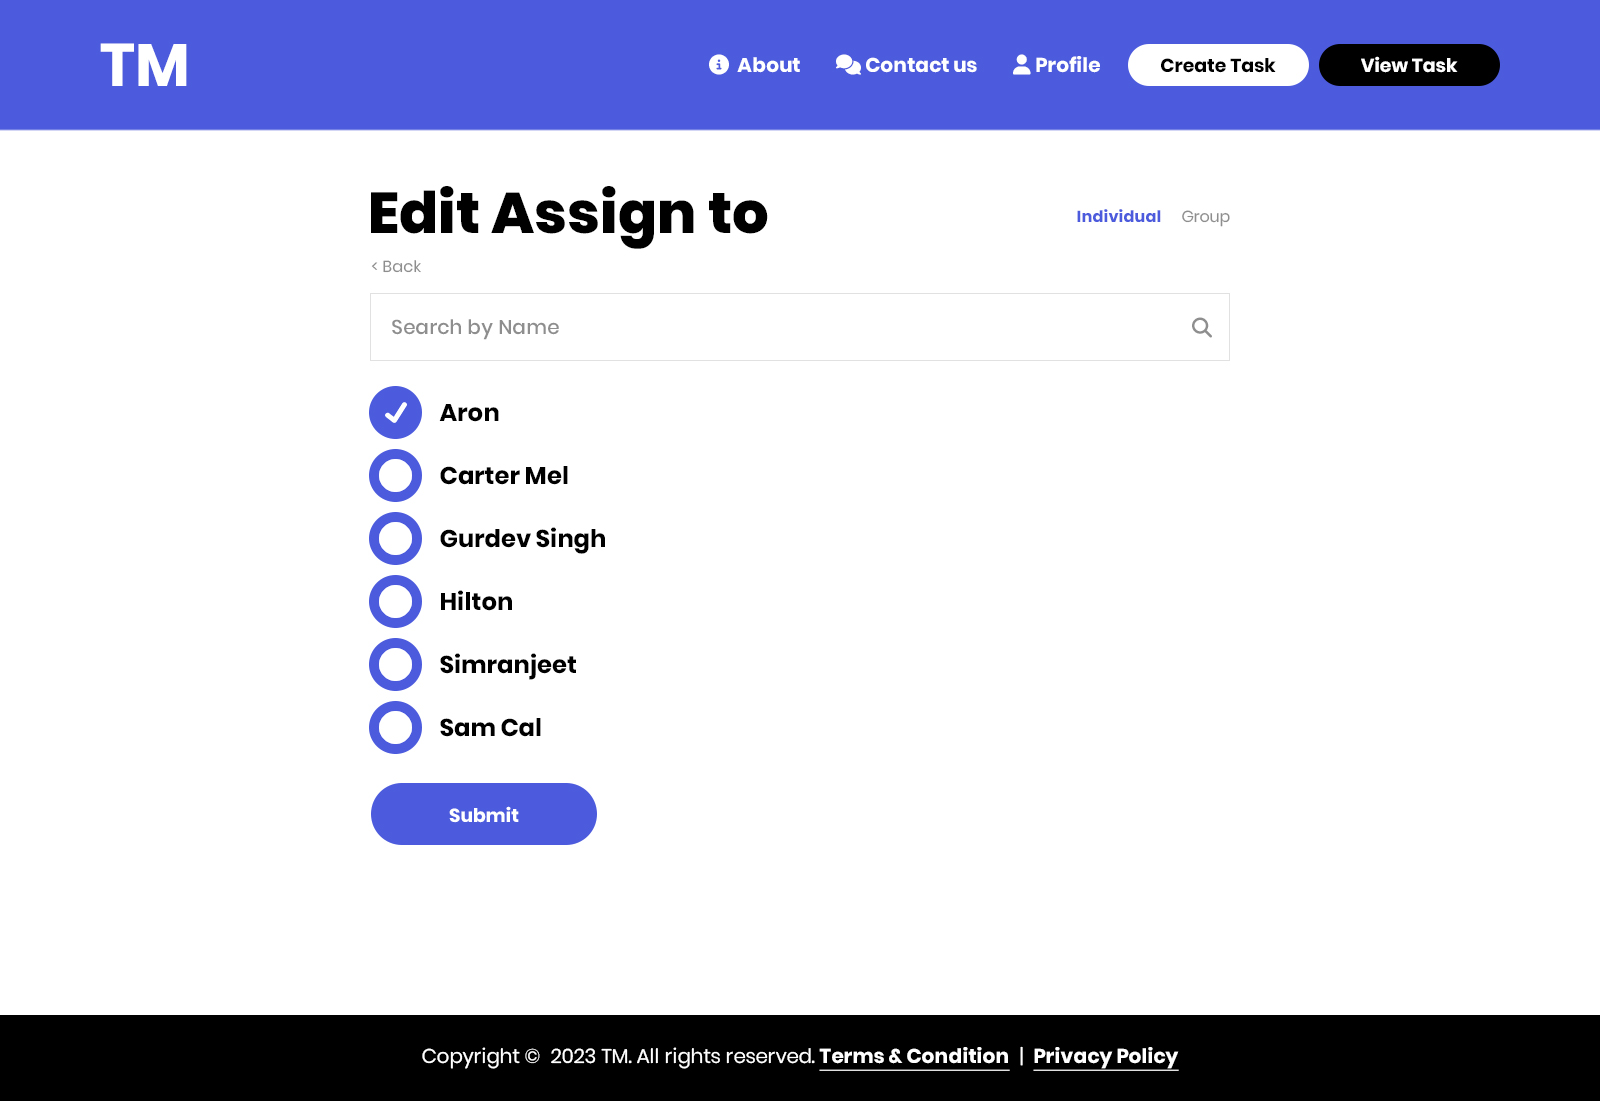 TM
About Contact us Profile Create Task View Task
Edit Assign to
Individual Group
< Back
Search by Name
Aron
Carter Mel
Gurdev Singh
Hilton
Simranjeet
Sam Cal
Submit
Copyright © 2023 TM. All rights reserved. Terms & Condition | Privacy Policy